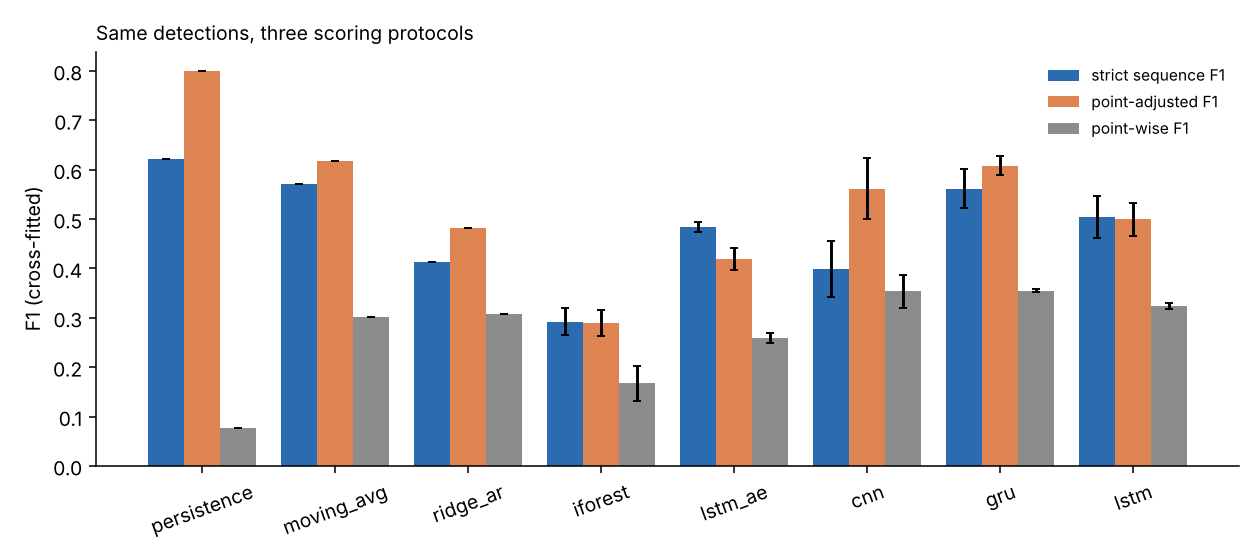 Same detections, three scoring protocols
strict sequence F1
point-adjusted F1
point-wise F1
F1 (cross-fitted)
0.8
0.7
0.6
0.5
0.4
0.3
0.2
0.1
0.0
persistence
moving_avg
ridge_ar
iforest
lstm_ae
cnn
gru
lstm